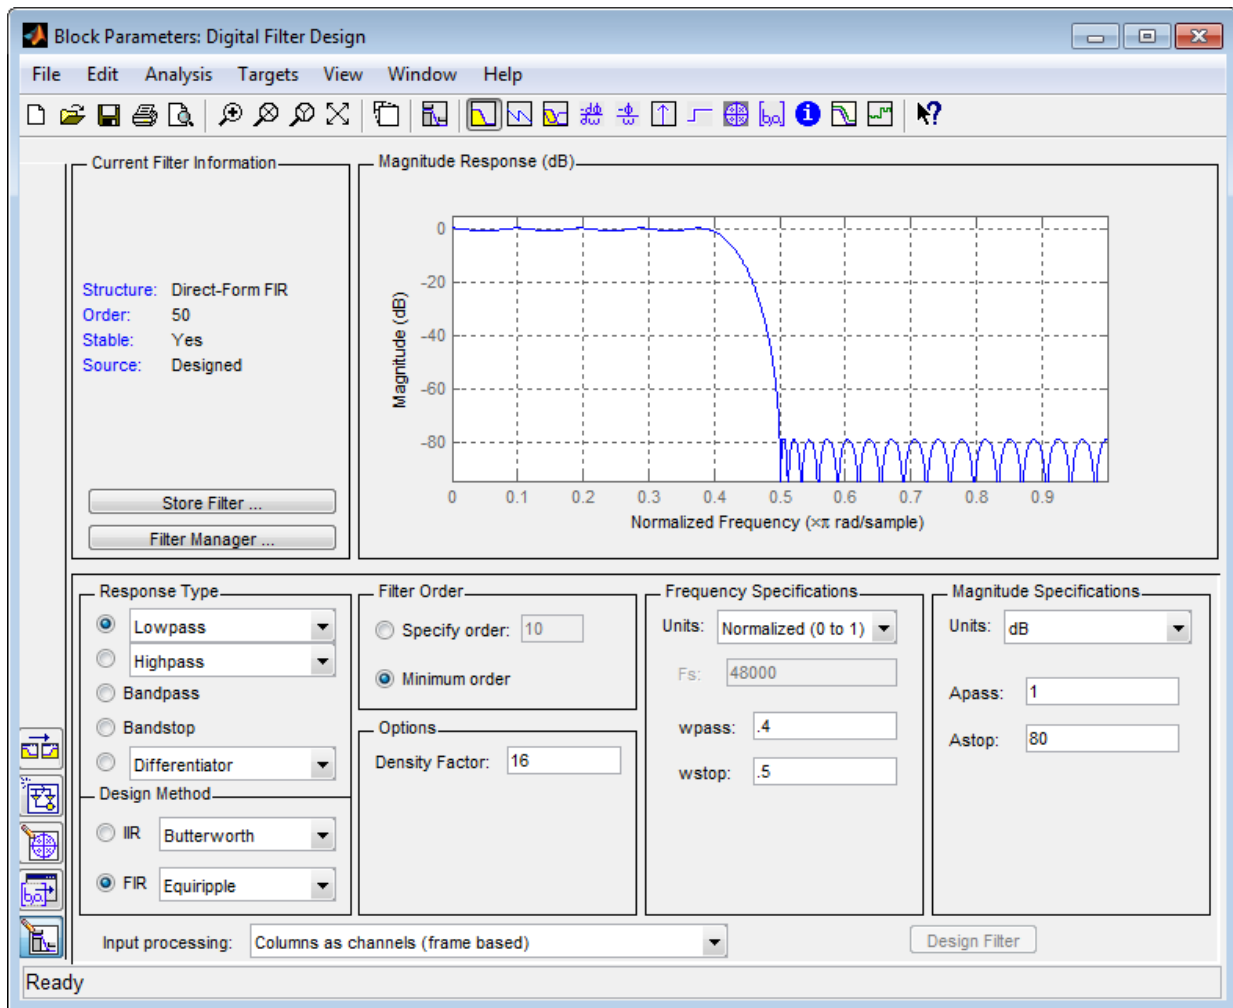 Block Parameters: Digital Filter Design
File Edit Analysis Targets View Window Help
Current Filter Information
Structure: Direct-Form FIR
Order: 50
Stable: Yes
Source: Designed
Store Filter ...
Filter Manager ...
Magnitude Response (dB)
Magnitude (dB)
0
-20
-40
-60
-80
0 0.1 0.2 0.3 0.4 0.5 0.6 0.7 0.8 0.9
Normalized Frequency (×π rad/sample)
Response Type
Lowpass
Highpass
Bandpass
Bandstop
Differentiator
Design Method
IIR Butterworth
FIR Equiripple
Filter Order
Specify order: 10
Minimum order
Options
Density Factor: 16
Frequency Specifications
Units: Normalized (0 to 1)
Fs: 48000
wpass: .4
wstop: .5
Magnitude Specifications
Units: dB
Apass: 1
Astop: 80
Input processing: Columns as channels (frame based)
Design Filter
Ready